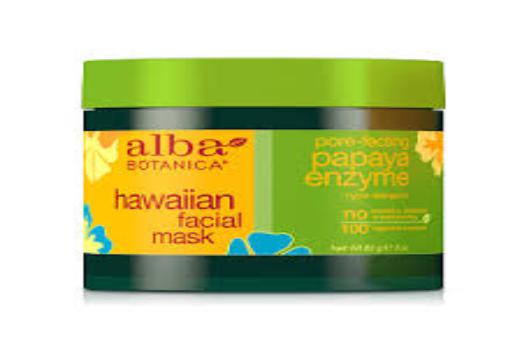 alba
BOTANICA®
hawaiian
facial
mask
pore-fecting
papaya
enzyme
no
100